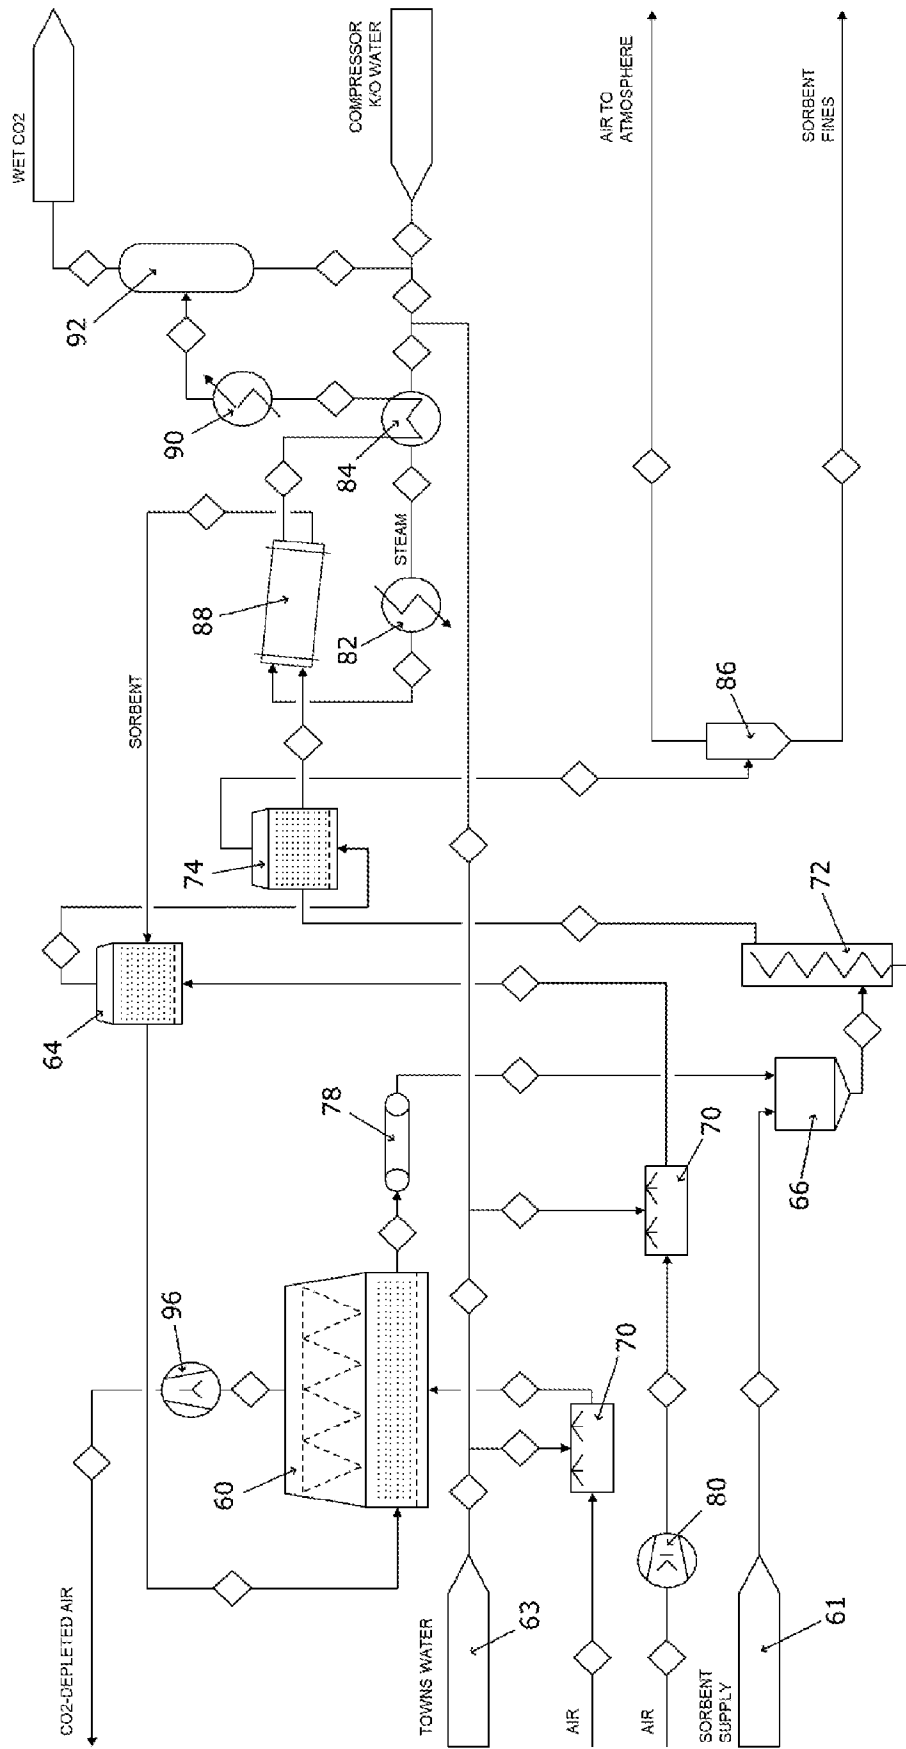 WET CO2
64
CO2-DEPLETED AIR
92
SORBENT
96
90
74
88
60
78
82
84
COMPRESSOR
K/O WATER
STEAM
TOWNS WATER
63
AIR
AIR TO
ATMOSPHERE
70
AIR
70
80
SORBENT
SUPPLY
86
66
SORBENT
FINES
72
61